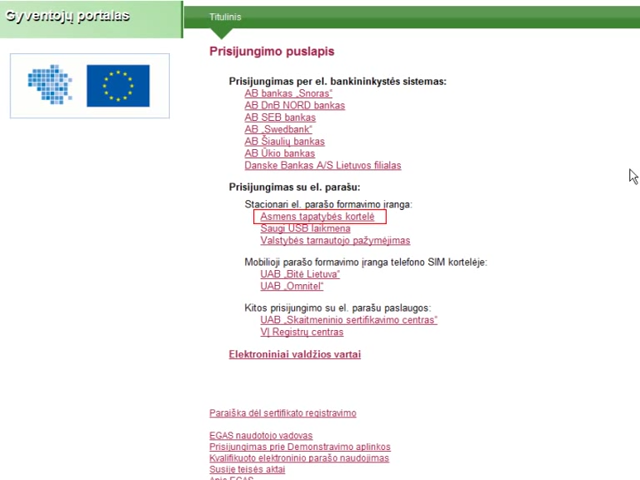 Gyventojų portalas
Titulinis
Prisijungimo puslapis
Prisijungimas per el. bankininkystės sistemas:
AB bankas „Snoras“
AB DnB NORD bankas
AB SEB bankas
AB „Swedbank“
AB Šiaulių bankas
AB Ūkio bankas
Danske Bankas A/S Lietuvos filialas
Prisijungimas su el. parašu:
Stacionari el. parašo formavimo įranga:
Asmens tapatybės kortelė
Saugi USB laikmena
Valstybės tarnautojo pažymėjimas
Mobilioji parašo formavimo įranga telefono SIM kortelėje:
UAB „Bitė Lietuva“
UAB „Omnitel“
Kitos prisijungimo su el. parašu paslaugos:
UAB „Skaitmeninio sertifikavimo centras“
VĮ Registrų centras
Elektroniniai valdžios vartai
Paraiška dėl sertifikato registravimo
EGAS naudotojo vadovas
Prisijungimas prie Demonstravimo aplinkos
Kvalifikuoto elektroninio parašo naudojimas
Susiję teisės aktai
Apie EGAS